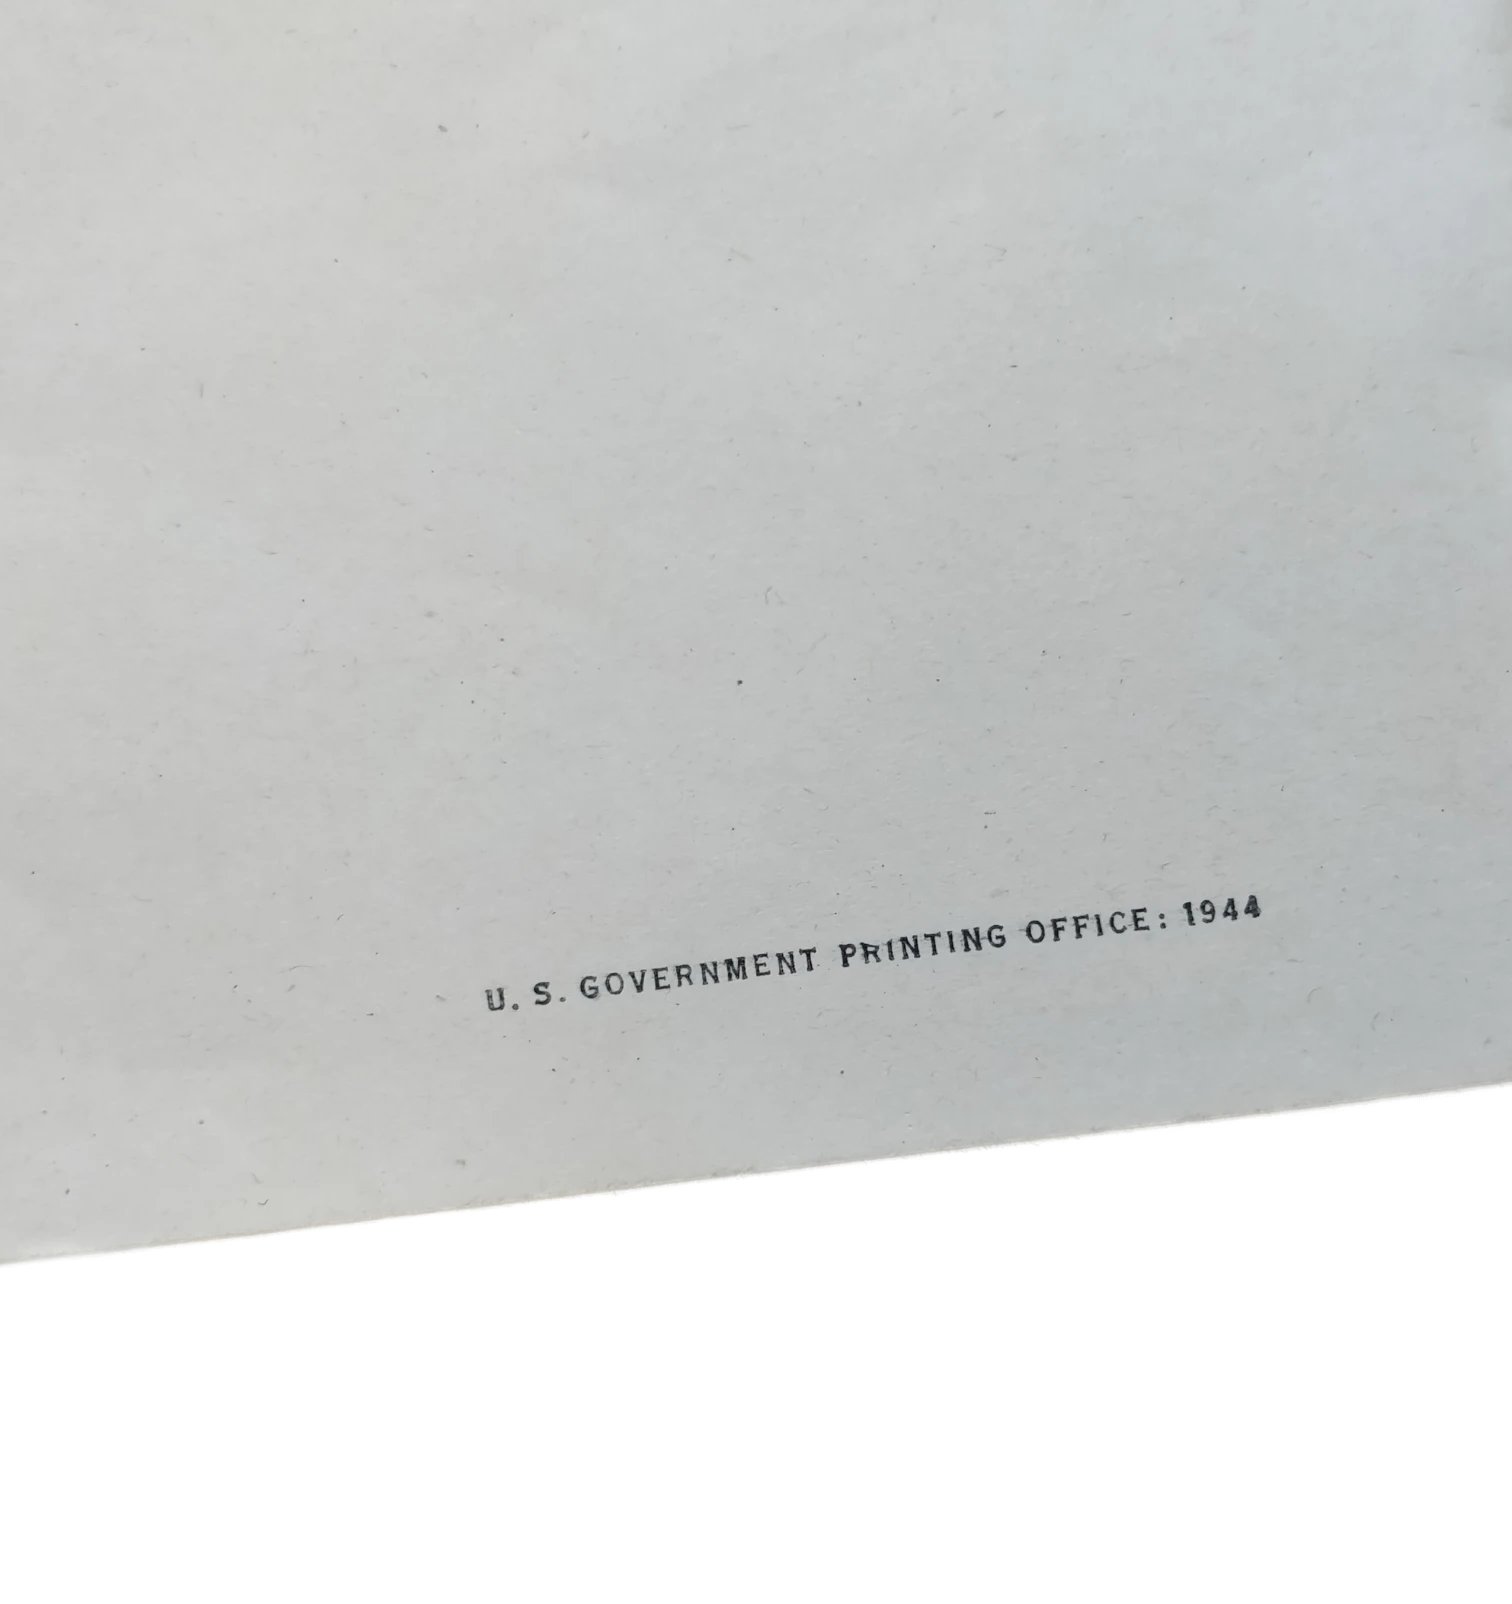 U. S. GOVERNMENT PRINTING OFFICE: 1944